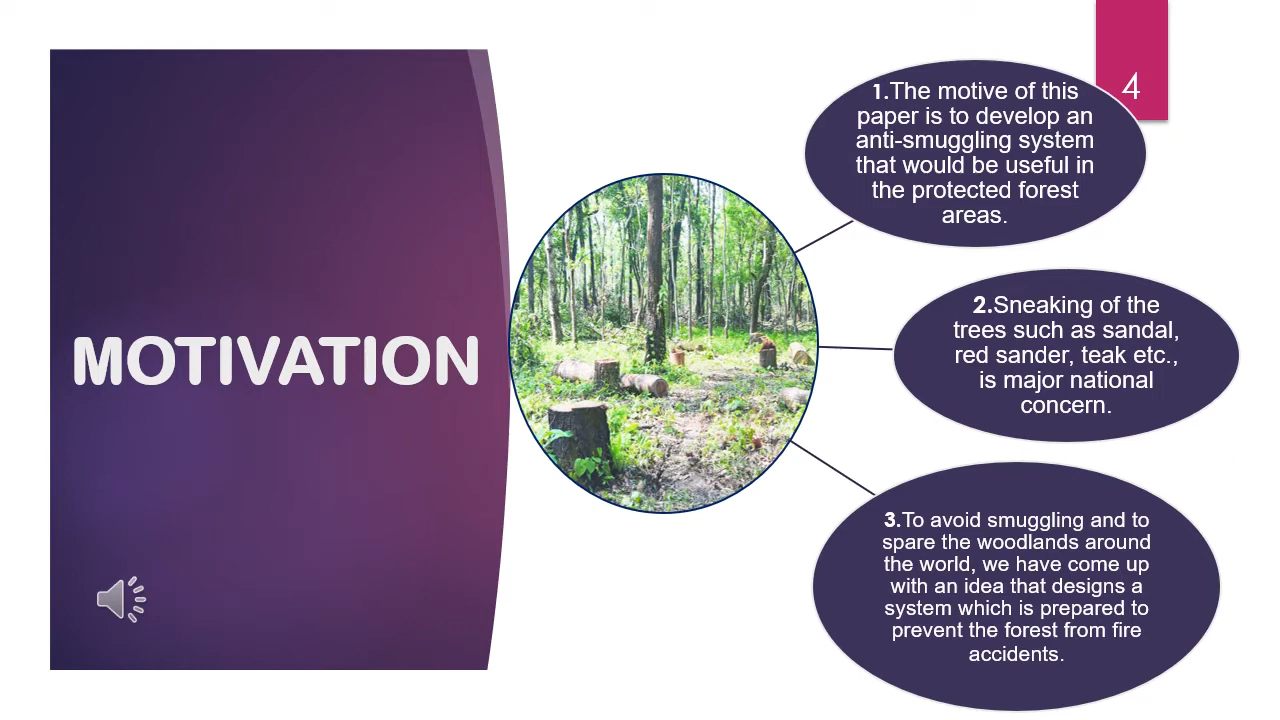 4
MOTIVATION
1.The motive of this
paper is to develop an
anti-smuggling system
that would be useful in
the protected forest
areas.
2.Sneaking of the
trees such as sandal,
red sander, teak etc.,
is major national
concern.
3.To avoid smuggling and to
spare the woodlands around
the world, we have come up
with an idea that designs a
system which is prepared to
prevent the forest from fire
accidents.